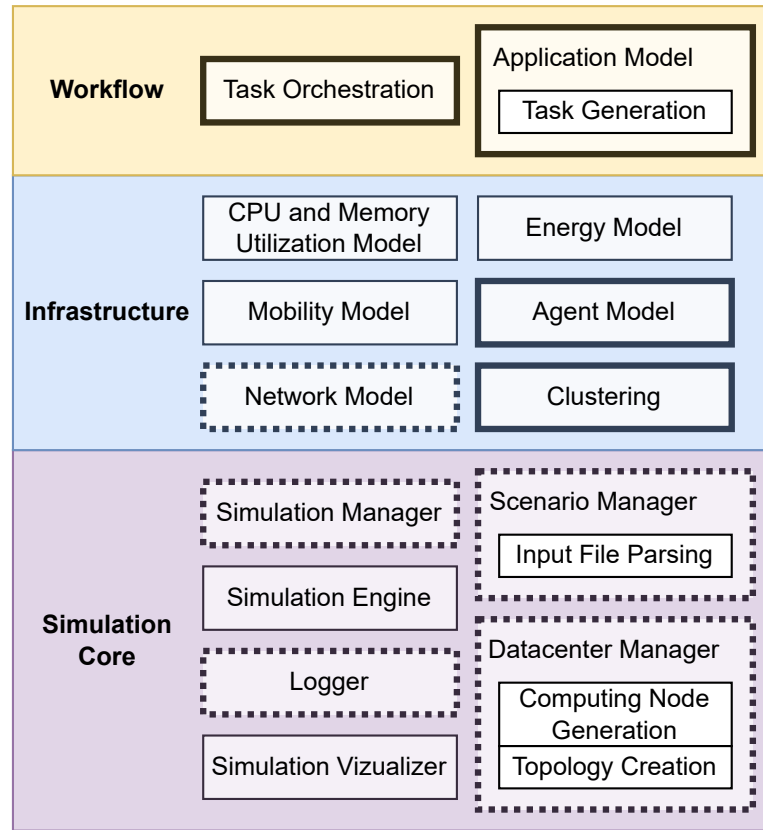 Workflow
Task Orchestration
Application Model
Task Generation
Infrastructure
CPU and Memory
Utilization Model
Energy Model
Mobility Model
Agent Model
Network Model
Clustering
Simulation
Core
Simulation Manager
Scenario Manager
Input File Parsing
Simulation Engine
Logger
Datacenter Manager
Computing Node
Generation
Topology Creation
Simulation Vizualizer